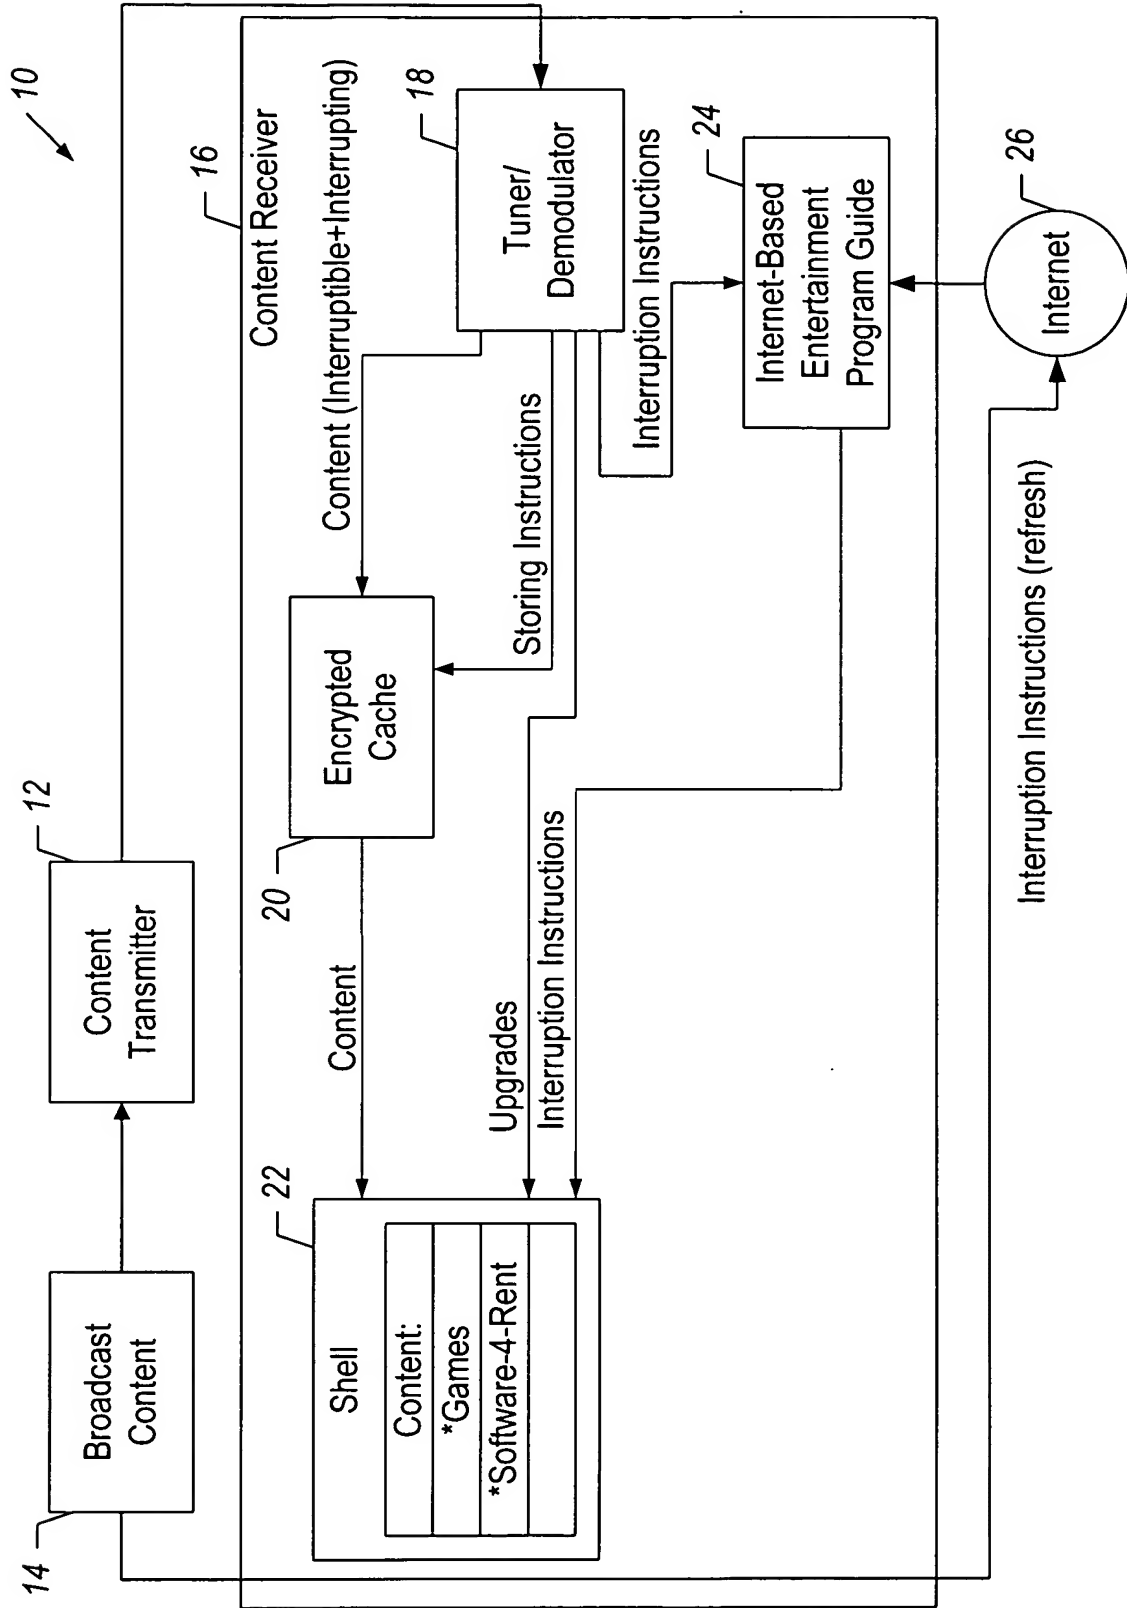 10
14
Broadcast
Content
12
Content
Transmitter
16
Content Receiver
22
Shell
Content:
*Games
*Software-4-Rent
Content
20
Encrypted
Cache
Content (Interruptible+Interrupting)
18
Tuner/
Demodulator
Storing Instructions
Upgrades
Interruption Instructions
Interruption Instructions
24
Internet-Based
Entertainment
Program Guide
26
Internet
Interruption Instructions (refresh)